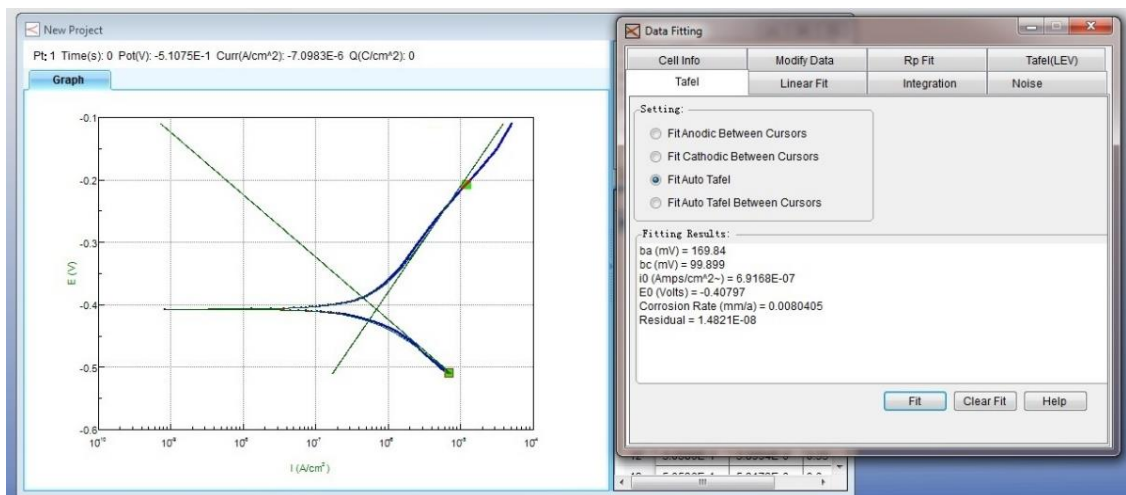 New Project
Pt: 1 Time(s): 0 Pot(V): -5.1075E-1 Curr(A/cm^2): -7.0983E-6 Q(C/cm^2): 0
Graph
-0.1
-0.2
-0.3
-0.4
-0.5
-0.6
E (V)
10⁻¹⁰ 10⁻⁹ 10⁻⁸ 10⁻⁷ 10⁻⁶ 10⁻⁵ 10⁻⁴
I (A/cm²)
Data Fitting
Cell Info Modify Data Rp Fit Tafel(LEV)
Tafel Linear Fit Integration Noise
Setting:
Fit Anodic Between Cursors
Fit Cathodic Between Cursors
Fit Auto Tafel
Fit Auto Tafel Between Cursors
Fitting Results:
ba (mV) = 169.84
bc (mV) = 99.899
i0 (Amps/cm^2~) = 6.9168E-07
E0 (Volts) = -0.40797
Corrosion Rate (mm/a) = 0.0080405
Residual = 1.4821E-08
Fit Clear Fit Help